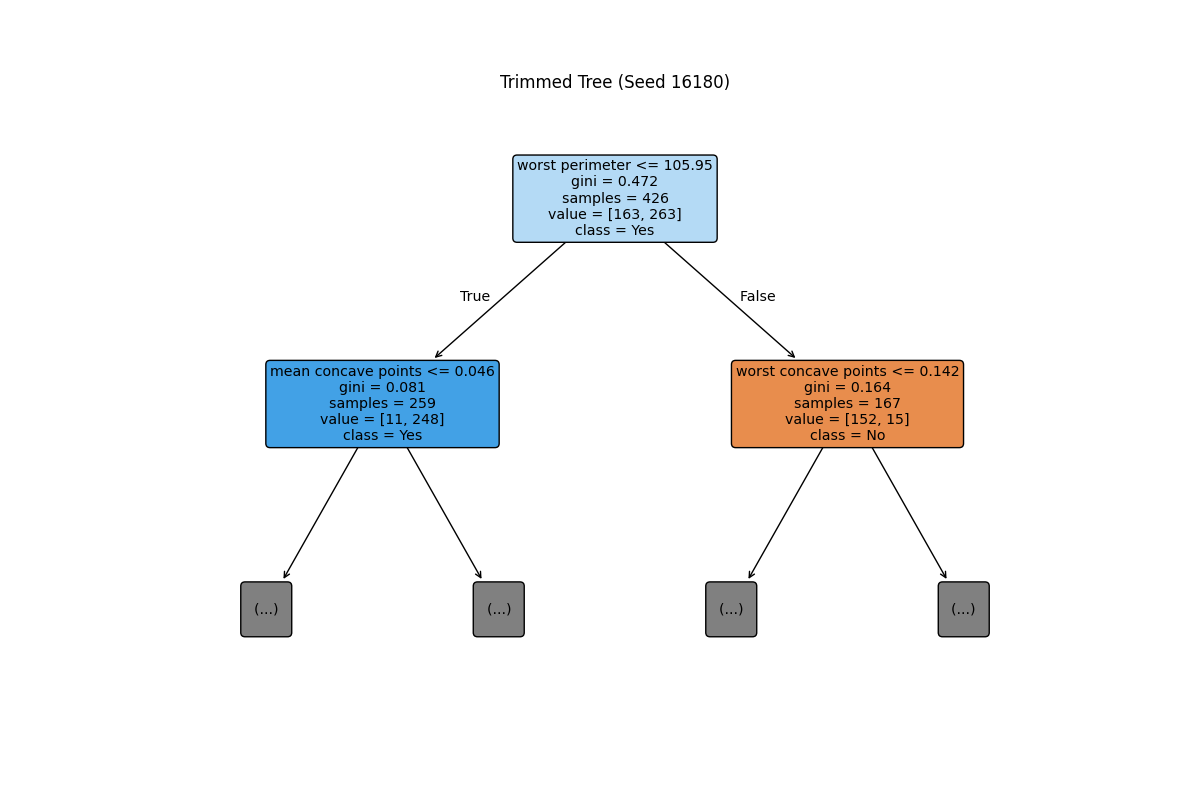 Trimmed Tree (Seed 16180)
worst perimeter <= 105.95
gini = 0.472
samples = 426
value = [163, 263]
class = Yes
True
False
mean concave points <= 0.046
gini = 0.081
samples = 259
value = [11, 248]
class = Yes
worst concave points <= 0.142
gini = 0.164
samples = 167
value = [152, 15]
class = No
(...)
(...)
(...)
(...)